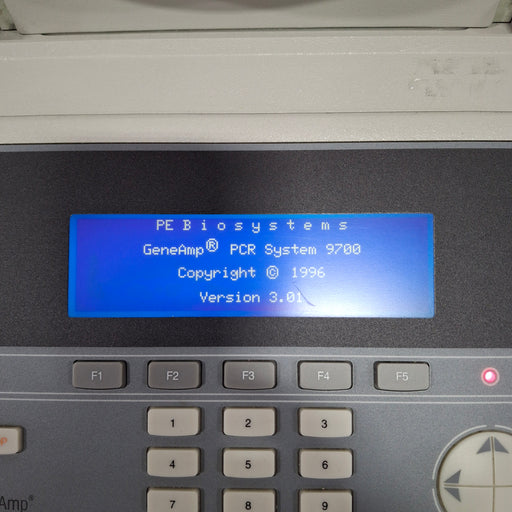 PE Biosystems
GeneAmp® PCR System 9700
Copyright © 1996
Version 3.01
F1 F2 F3 F4 F5
1 2 3
4 5 6
7 8 9
Amp®